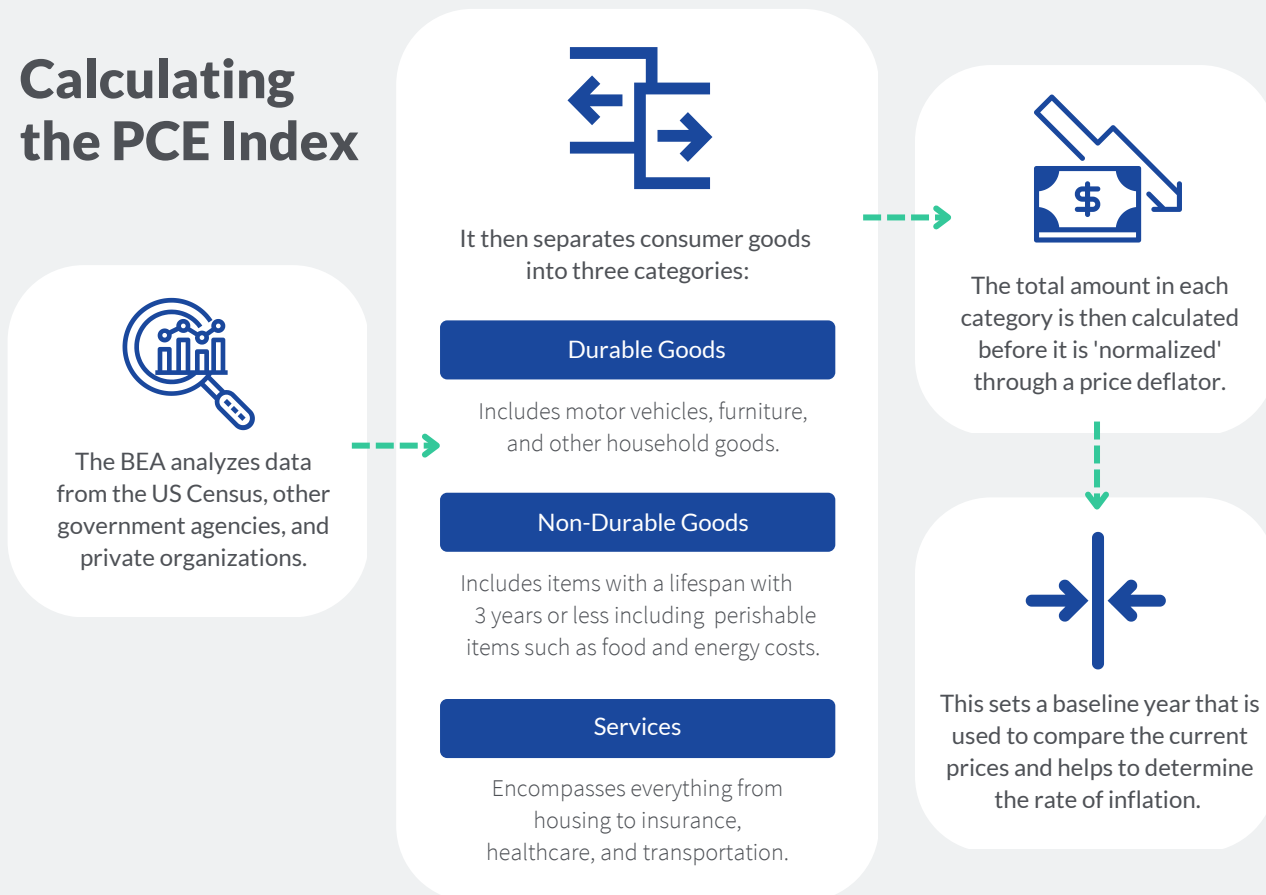 Calculating
the PCE Index
The BEA analyzes data
from the US Census, other
government agencies, and
private organizations.
It then separates consumer goods
into three categories:
Durable Goods
Includes motor vehicles, furniture,
and other household goods.
Non-Durable Goods
Includes items with a lifespan with
3 years or less including perishable
items such as food and energy costs.
Services
Encompasses everything from
housing to insurance,
healthcare, and transportation.
$
The total amount in each
category is then calculated
before it is 'normalized'
through a price deflator.
This sets a baseline year that is
used to compare the current
prices and helps to determine
the rate of inflation.